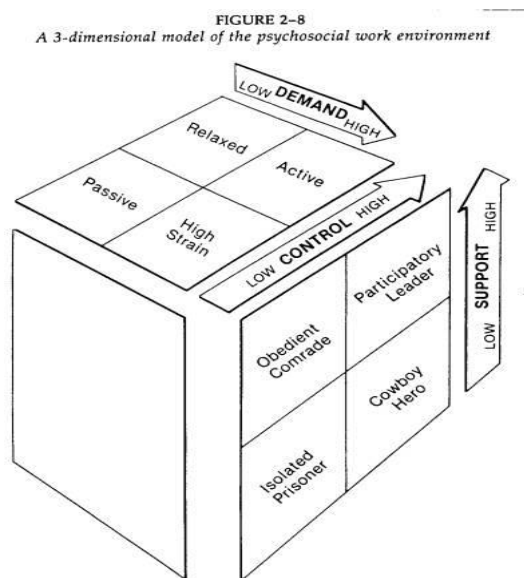 FIGURE 2–8
A 3-dimensional model of the psychosocial work environment
LOW DEMAND HIGH
Relaxed
Active
Passive
High
Strain
LOW CONTROL HIGH
LOW SUPPORT HIGH
Participatory
Leader
Obedient
Comrade
Cowboy
Hero
Isolated
Prisoner